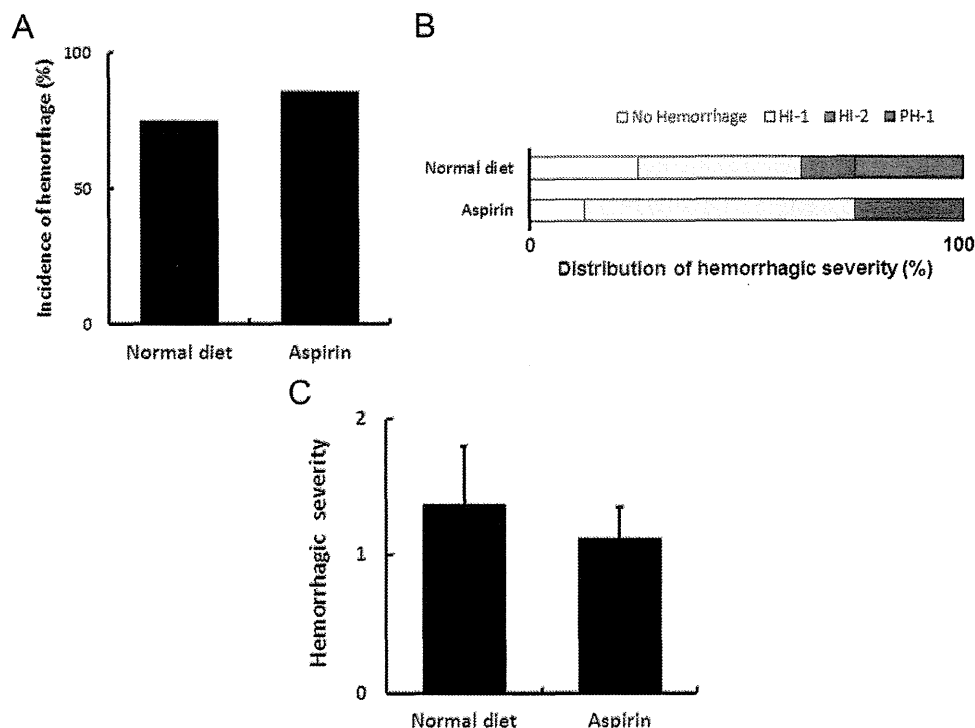 A
100
50
0
Incidence of hemorrhage (%)
Normal diet
Aspirin
B
No Hemorrhage HI-1 HI-2 PH-1
Normal diet
Aspirin
0
100
Distribution of hemorrhagic severity (%)
C
2
1
0
Hemorrhagic severity
Normal diet
Aspirin